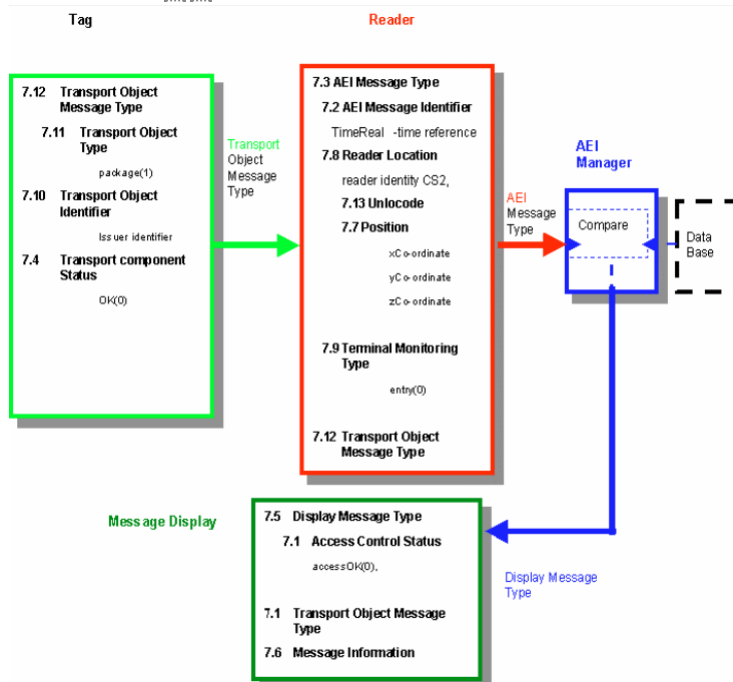 Tag
Reader
7.12 Transport Object
Message Type
7.11 Transport Object
Type
package(1)
7.10 Transport Object
Identifier
Issuer identifier
7.4 Transport component
Status
OK(0)
Transport
Object
Message
Type
7.3 AEI Message Type
7.2 AEI Message Identifier
TimeReal -time reference
7.8 Reader Location
reader identity CS2,
7.13 Unlocode
7.7 Position
xCo-ordinate
yCo-ordinate
zCo-ordinate
7.9 Terminal Monitoring
Type
entry(0)
7.12 Transport Object
Message Type
AEI
Message
Type
AEI
Manager
Compare
Data
Base
Message Display
7.5 Display Message Type
7.1 Access Control Status
accessOK(0),
7.1 Transport Object Message
Type
7.6 Message Information
Display Message
Type